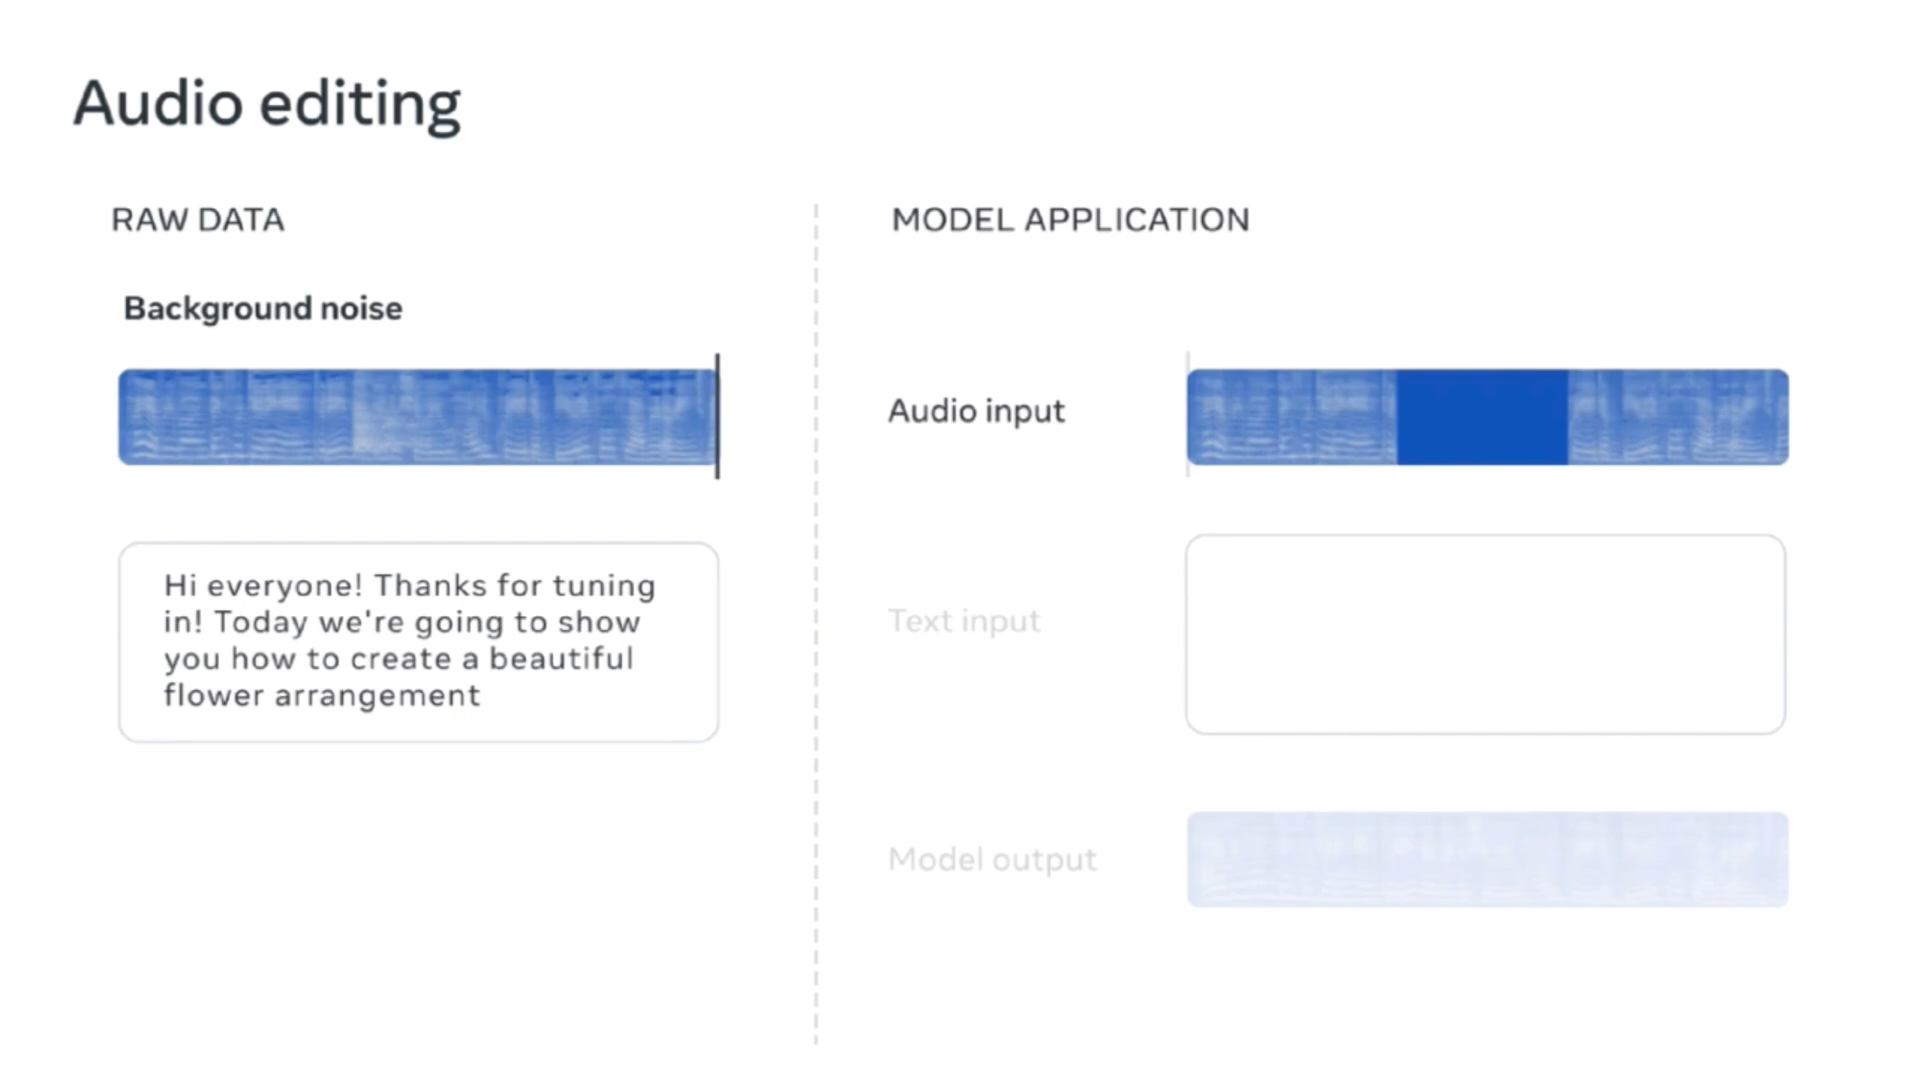 Audio editing
RAW DATA
Background noise
Hi everyone! Thanks for tuning
in! Today we're going to show
you how to create a beautiful
flower arrangement
MODEL APPLICATION
Audio input
Text input
Model output